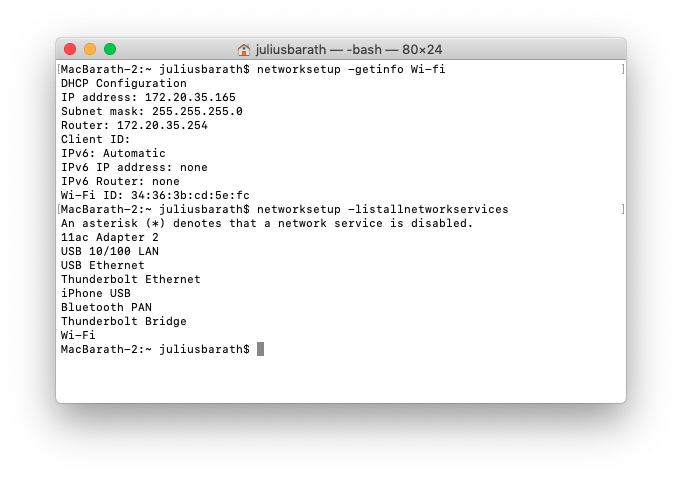 juliusbarath — -bash — 80×24
[MacBarath-2:~ juliusbarath$ networksetup -getinfo Wi-fi ]
DHCP Configuration
IP address: 172.20.35.165
Subnet mask: 255.255.255.0
Router: 172.20.35.254
Client ID:
IPv6: Automatic
IPv6 IP address: none
IPv6 Router: none
Wi-Fi ID: 34:36:3b:cd:5e:fc
[MacBarath-2:~ juliusbarath$ networksetup -listallnetworkservices ]
An asterisk (*) denotes that a network service is disabled.
11ac Adapter 2
USB 10/100 LAN
USB Ethernet
Thunderbolt Ethernet
iPhone USB
Bluetooth PAN
Thunderbolt Bridge
Wi-Fi
MacBarath-2:~ juliusbarath$